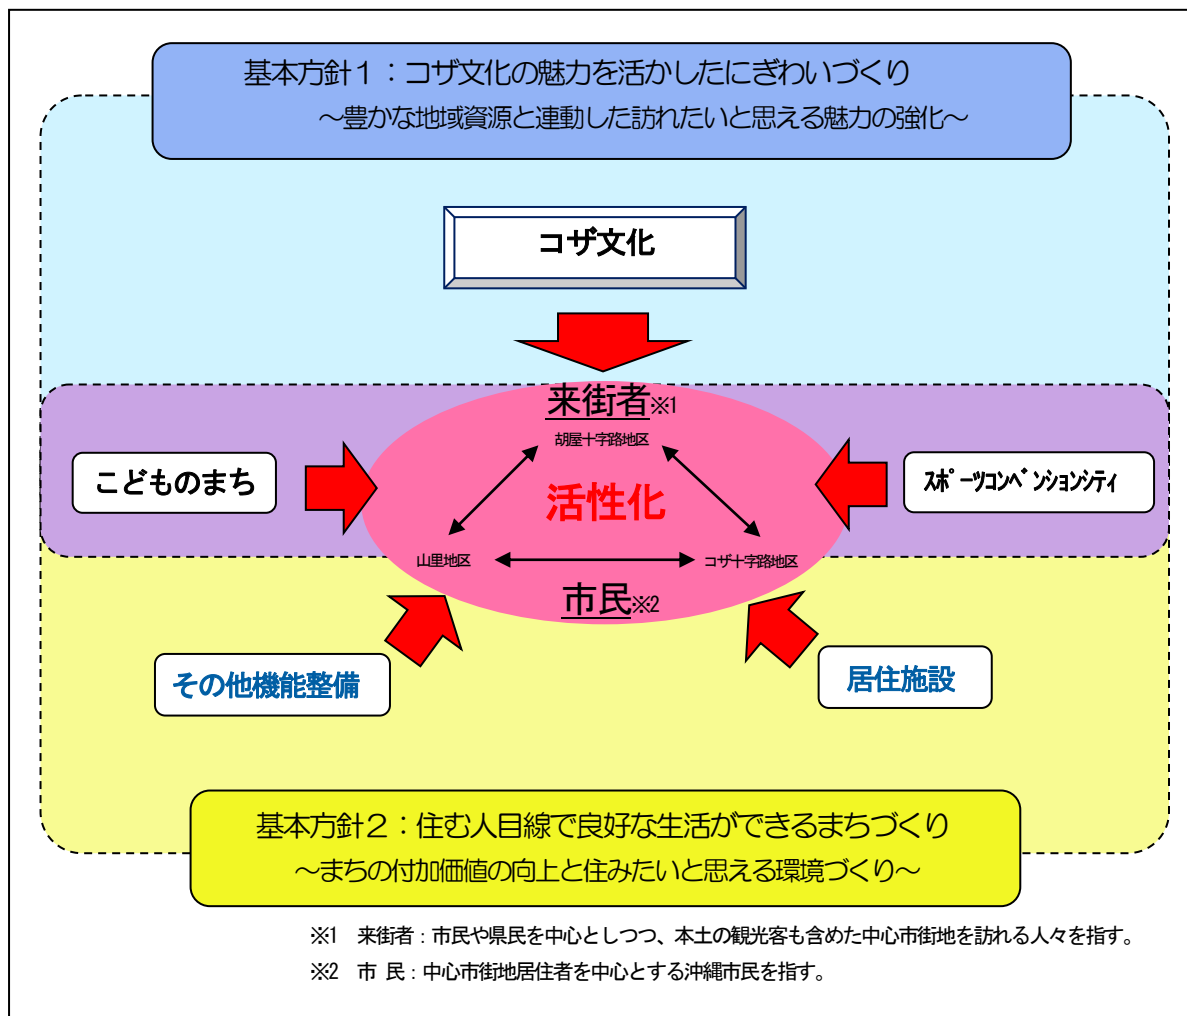 基本方針１：コザ文化の魅力を活かしたにぎわいづくり
～豊かな地域資源と連動した訪れたいと思える魅力の強化～
コザ文化
来街者※1
胡屋十字路地区
こどものまち
スポーツコンベンションシティ
活性化
山里地区
コザ十字路地区
市民※2
その他機能整備
居住施設
基本方針２：住む人目線で良好な生活ができるまちづくり
～まちの付加価値の向上と住みたいと思える環境づくり～
※1　来街者：市民や県民を中心としつつ、本土の観光客も含めた中心市街地を訪れる人々を指す。
※2　市 民：中心市街地居住者を中心とする沖縄市民を指す。